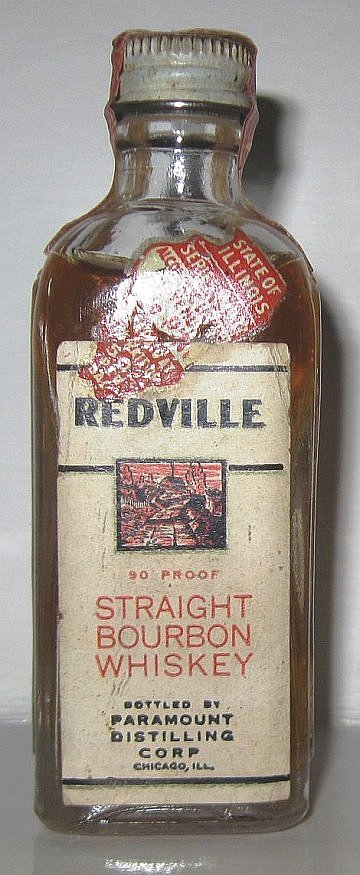 STATE OF
ILLINOIS
REDVILLE
90 PROOF
STRAIGHT
BOURBON
WHISKEY
BOTTLED BY
PARAMOUNT
DISTILLING
CORP
CHICAGO, ILL.